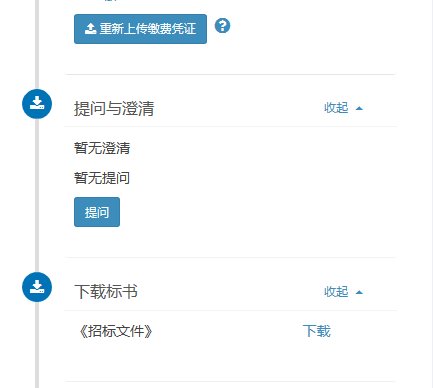 重新上传缴费凭证
提问与澄清 收起
暂无澄清
暂无提问
提问
下载标书 收起
《招标文件》 下载